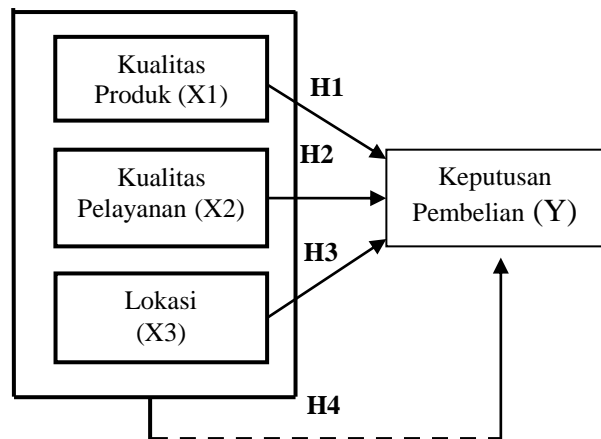 Kualitas
Produk (X1)
H1
H2
Kualitas
Pelayanan (X2)
Keputusan
Pembelian (Y)
H3
Lokasi
(X3)
H4